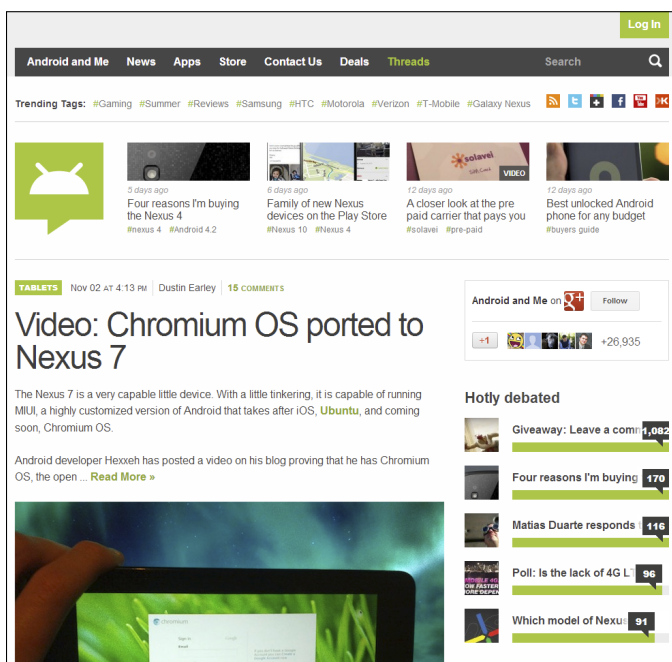 Log In
Android and Me News Apps Store Contact Us Deals Threads Search
Trending Tags: #Gaming #Summer #Reviews #Samsung #HTC #Motorola #Verizon #T-Mobile #Galaxy Nexus
solavei
VIDEO
5 days ago
Four reasons I'm buying
the Nexus 4
#nexus 4 #Android 4.2
6 days ago
Family of new Nexus
devices on the Play Store
#Nexus 10 #Nexus 4
12 days ago
A closer look at the pre
paid carrier that pays you
#solavei #pre-paid
12 days ago
Best unlocked Android
phone for any budget
#buyers guide
TABLETS Nov 02 AT 4:13 PM Dustin Earley 15 COMMENTS
Video: Chromium OS ported to
Nexus 7
The Nexus 7 is a very capable little device. With a little tinkering, it is capable of running
MIUI, a highly customized version of Android that takes after iOS, Ubuntu, and coming
soon, Chromium OS.
Android developer Hexxeh has posted a video on his blog proving that he has Chromium
OS, the open ... Read More »
chromium
Android and Me on g+ Follow
+1 +26,935
Hotly debated
Giveaway: Leave a com 1,082
Four reasons I'm buying 170
Matias Duarte responds 116
Poll: Is the lack of 4G L 96
Which model of Nexus 91